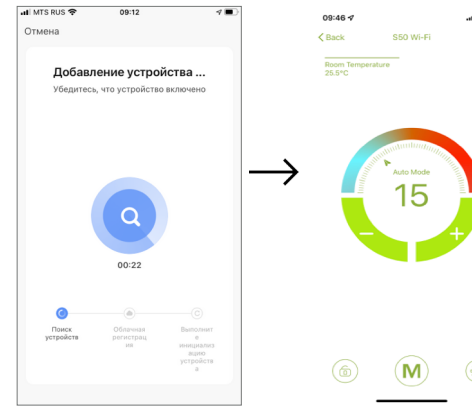 MTS RUS 09:12
Отмена
Добавление устройства ...
Убедитесь, что устройство включено
00:22
Поиск
устройств
Облачная
регистрац
ия
Выполнит
е
инициализ
ацию
устройств
а
09:46
Back S50 Wi-Fi
Room Temperature
25.5°C
Auto Mode
15
− +
M